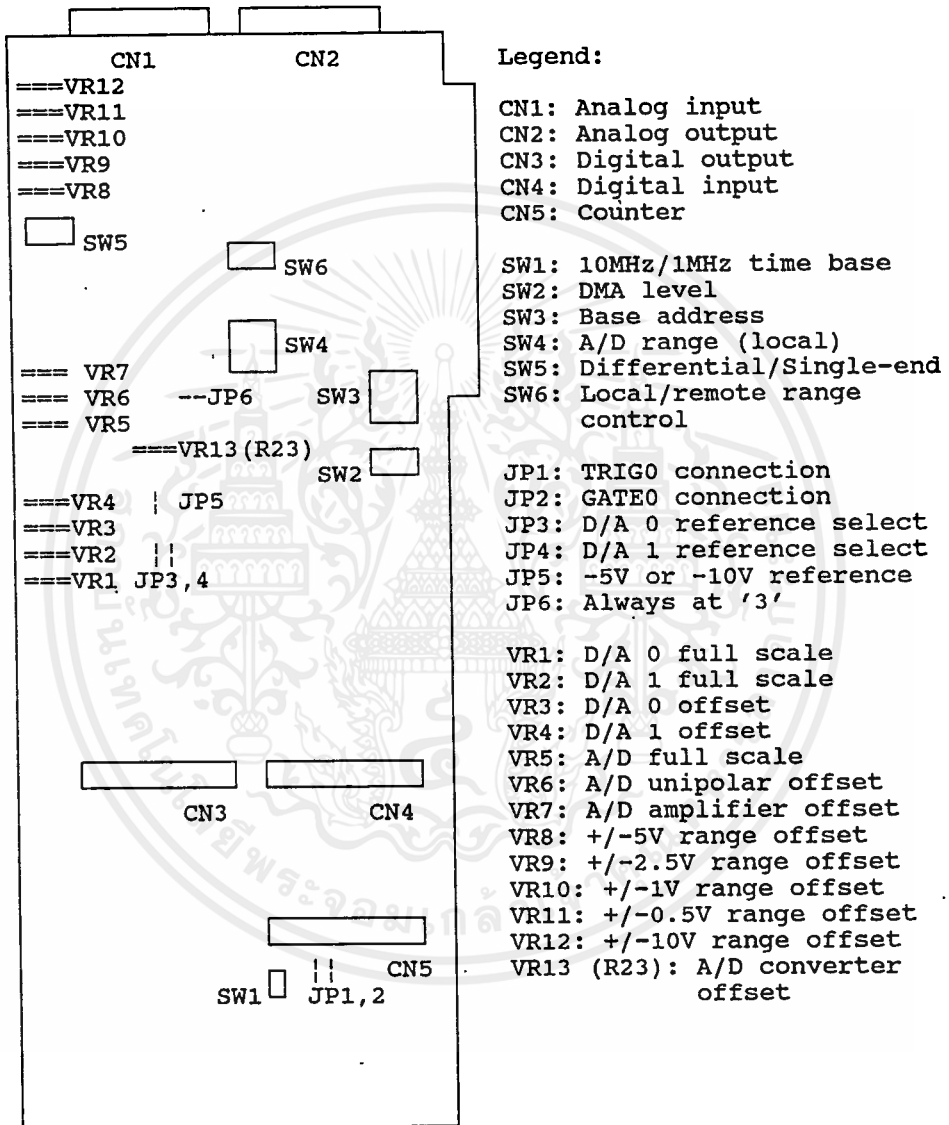 CN1 CN2
===VR12
===VR11
===VR10
===VR9
===VR8
SW5
SW6
SW4
=== VR7
=== VR6 --JP6 SW3
=== VR5
===VR13(R23)
SW2
===VR4 ¦ JP5
===VR3
===VR2 ¦¦
===VR1 JP3,4
CN3 CN4
CN5
SW1 ¦¦ JP1,2
Legend:
CN1: Analog input
CN2: Analog output
CN3: Digital output
CN4: Digital input
CN5: Counter
SW1: 10MHz/1MHz time base
SW2: DMA level
SW3: Base address
SW4: A/D range (local)
SW5: Differential/Single-end
SW6: Local/remote range
control
JP1: TRIG0 connection
JP2: GATE0 connection
JP3: D/A 0 reference select
JP4: D/A 1 reference select
JP5: -5V or -10V reference
JP6: Always at '3'
VR1: D/A 0 full scale
VR2: D/A 1 full scale
VR3: D/A 0 offset
VR4: D/A 1 offset
VR5: A/D full scale
VR6: A/D unipolar offset
VR7: A/D amplifier offset
VR8: +/-5V range offset
VR9: +/-2.5V range offset
VR10: +/-1V range offset
VR11: +/-0.5V range offset
VR12: +/-10V range offset
VR13 (R23): A/D converter
offset